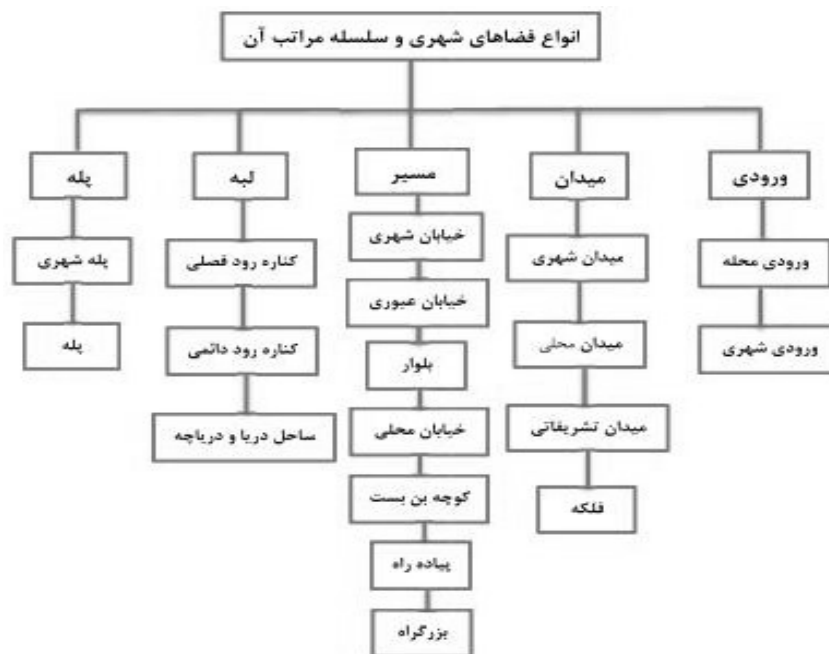 انواع فضاهای شهری و سلسله مراتب آن
ورودی
ورودی محله
ورودی شهری
میدان
میدان شهری
میدان محلی
میدان تشریفاتی
فلکه
مسیر
خیابان شهری
خیابان عبوری
بلوار
خیابان محلی
کوچه بن بست
پیاده راه
بزرگراه
لبه
کناره رود فصلی
کناره رود دائمی
ساحل دریا و دریاچه
پله
پله شهری
پله